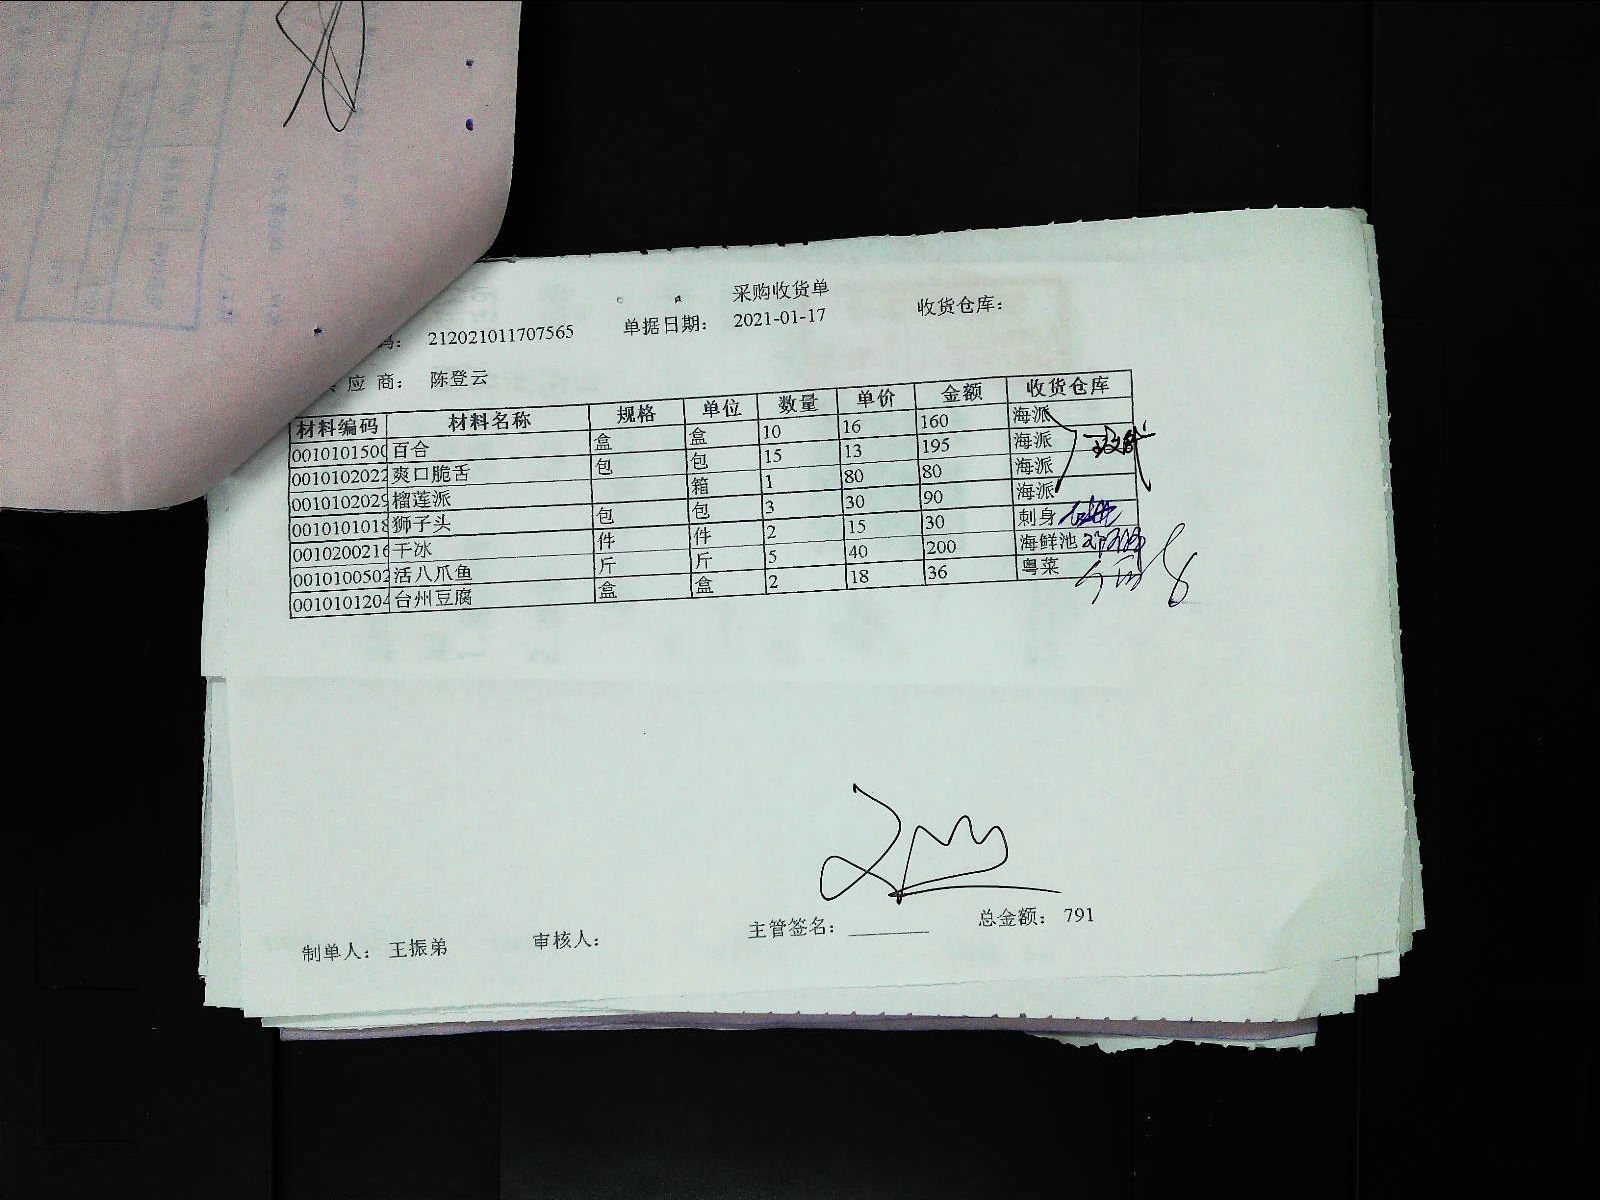 采购收货单
码： 212021011707565 单据日期： 2021-01-17 收货仓库：
应 商： 陈登云
材料编码 材料名称 规格 单位 数量 单价 金额 收货仓库
0010101500 百合 盒 盒 10 16 160 海派
0010102022 爽口脆舌 包 包 15 13 195 海派
0010102029 榴莲派 箱 1 80 80 海派
0010101018 狮子头 包 包 3 30 90 海派
0010200216 干冰 件 件 2 15 30 刺身
0010100502 活八爪鱼 斤 斤 5 40 200 海鲜池
0010101204 台州豆腐 盒 盒 2 18 36 粤菜
制单人： 王振弟 审核人： 主管签名： 总金额： 791